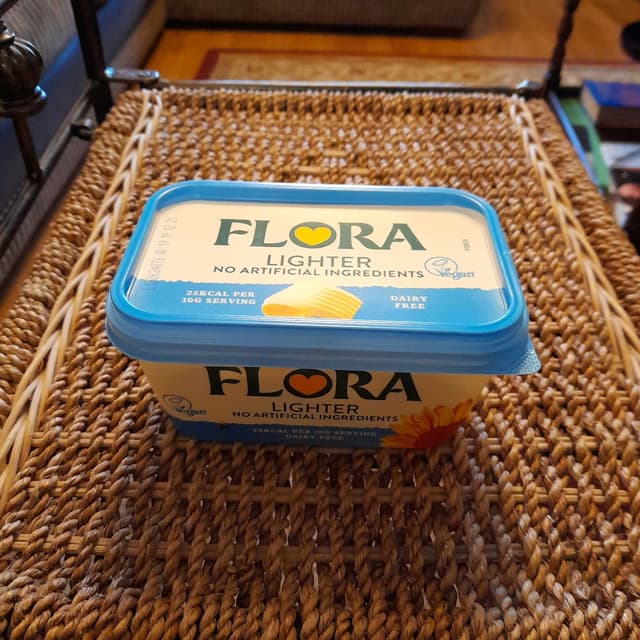 FLORA
LIGHTER
NO ARTIFICIAL INGREDIENTS
vegan
25KCAL PER
10G SERVING
DAIRY
FREE
FLORA
LIGHTER
NO ARTIFICIAL INGREDIENTS
vegan
25KCAL PER 10G SERVING
DAIRY FREE